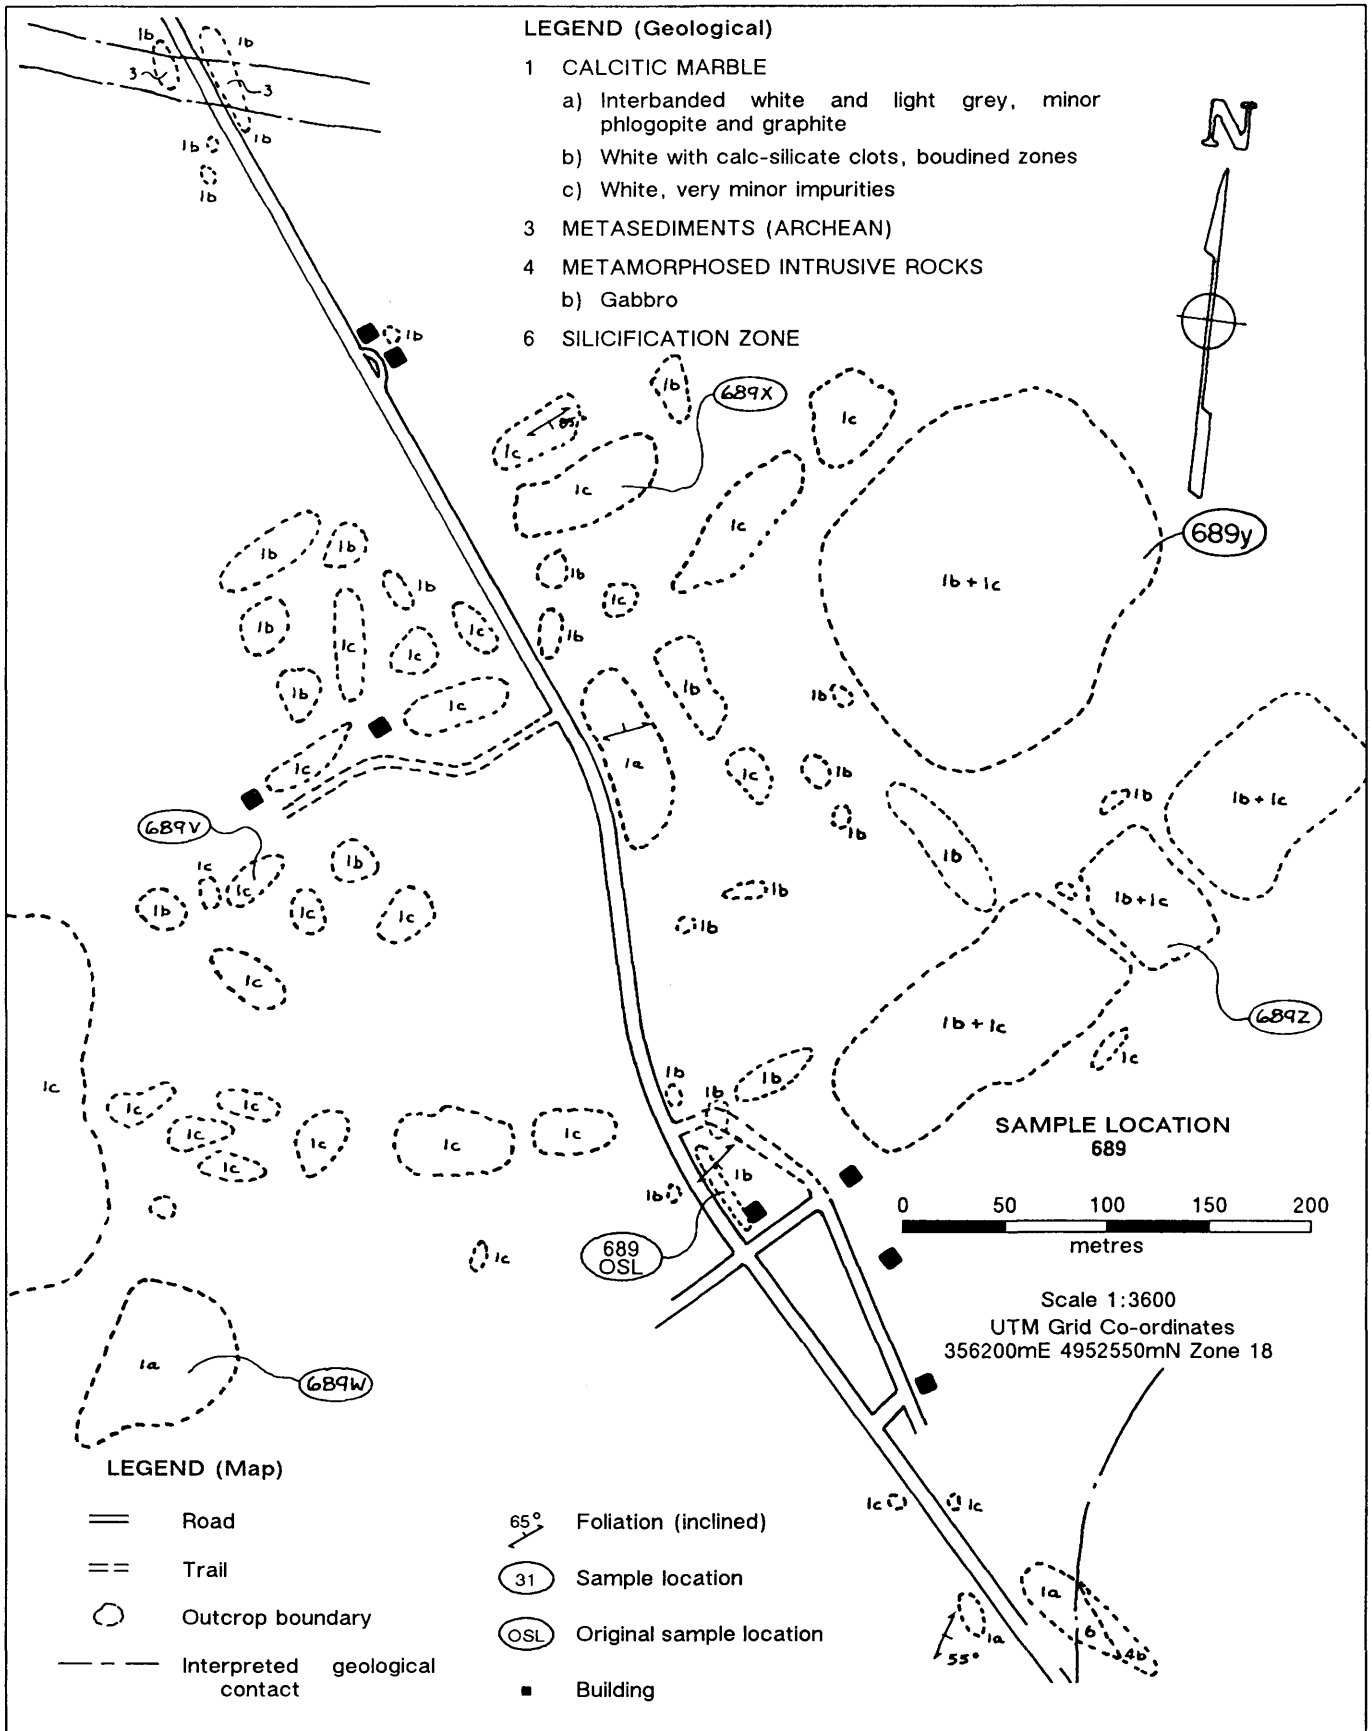 LEGEND (Geological)
1 CALCITIC MARBLE
a) Interbanded white and light grey, minor
phlogopite and graphite
b) White with calc-silicate clots, boudined zones
c) White, very minor impurities
3 METASEDIMENTS (ARCHEAN)
4 METAMORPHOSED INTRUSIVE ROCKS
b) Gabbro
6 SILICIFICATION ZONE
N
1b
1b
3
3
1b
1b
1b
1b
1b
689X
1c
85°
1c
1c
1c
689y
1b + 1c
1b
1b
1b
1b
1c
1b
1c
1c
1c
1b
1b
1b
1c
1b
1c
1a
1c
1b
1b
1b
1b + 1c
689V
1b
1b
1c
1c
1b
1c
1c
1b
1b
1b+1c
1c
1b + 1c
689Z
1c
1c
1b
1b
1b
1c
1c
1c
1c
1c
1c
1c
1b
1b
1c
689
OSL
1a
689W
SAMPLE LOCATION
689
0 50 100 150 200
metres
Scale 1:3600
UTM Grid Co-ordinates
356200mE 4952550mN Zone 18
1c
1c
1a
6
4b
1a
55°
LEGEND (Map)
Road
Trail
Outcrop boundary
Interpreted geological
contact
65° Foliation (inclined)
31 Sample location
OSL Original sample location
Building